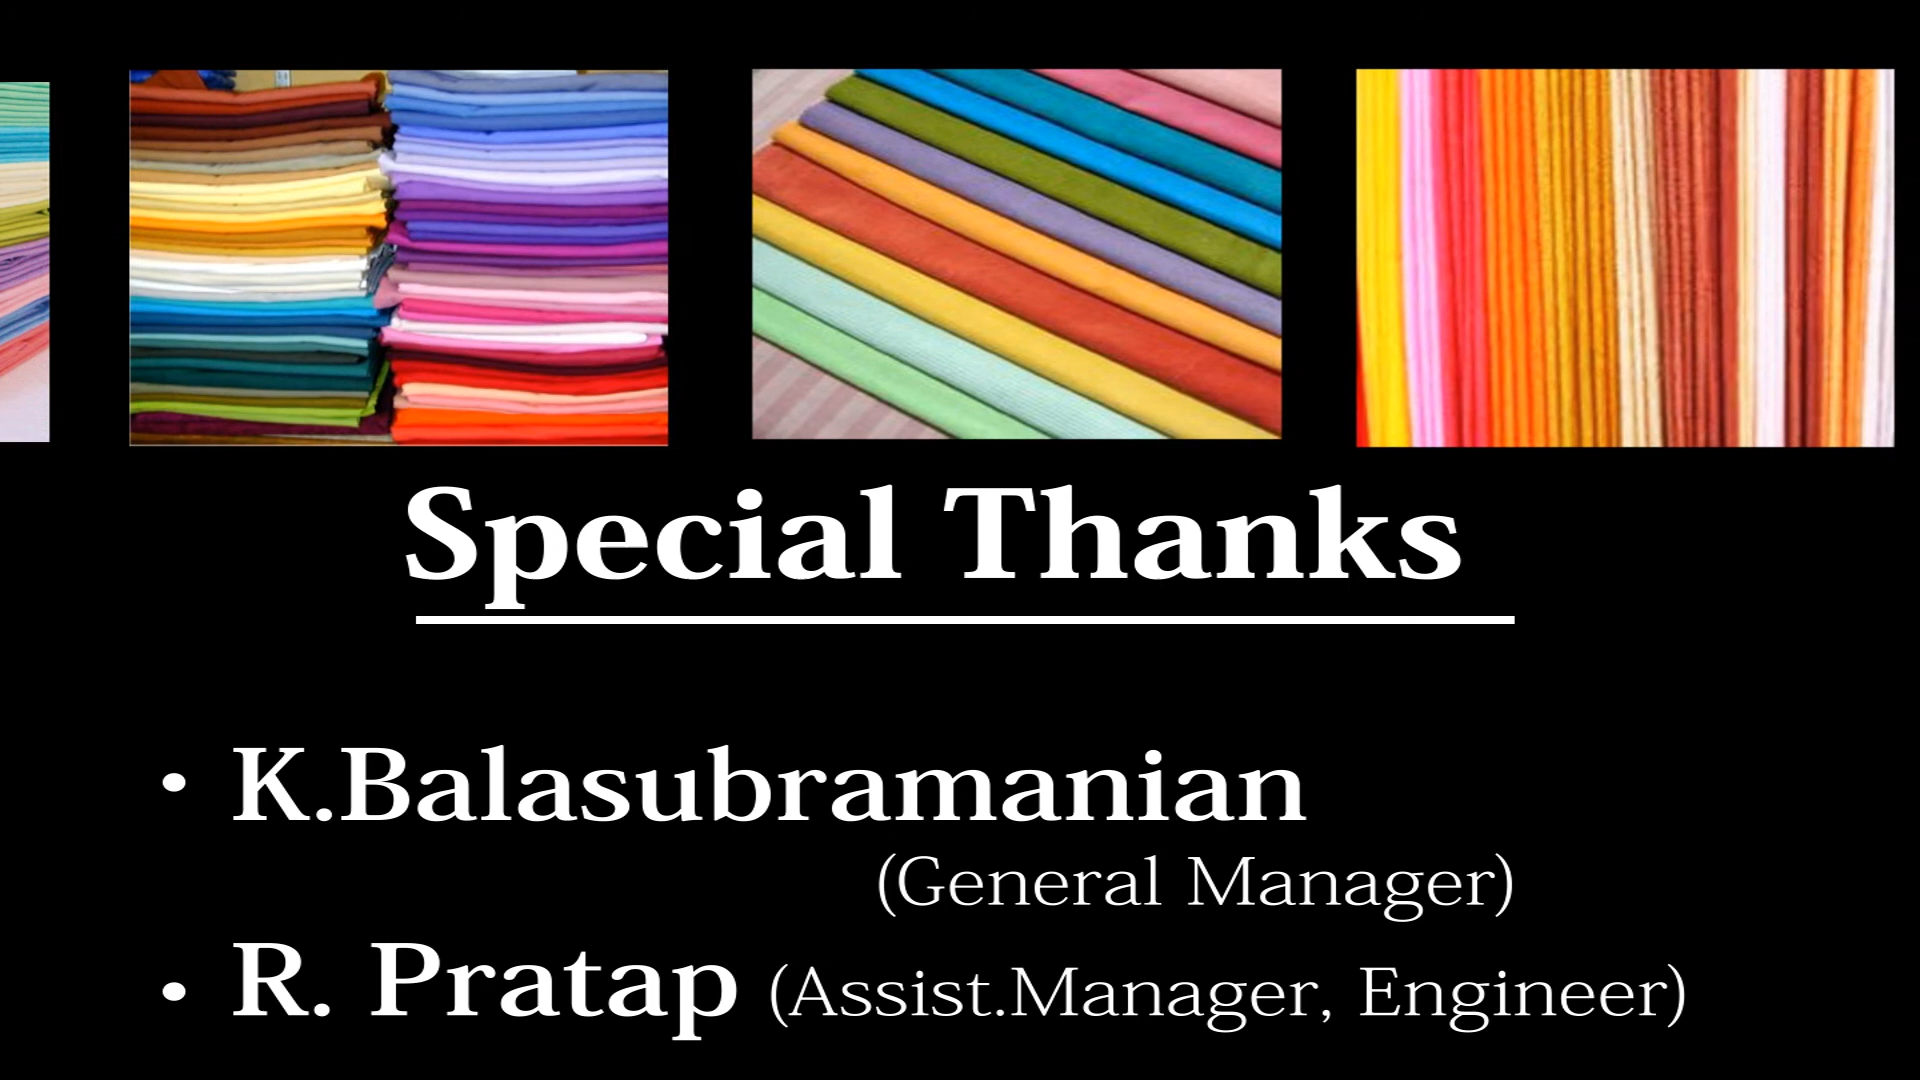 Special Thanks
• K.Balasubramanian
(General Manager)
• R. Pratap (Assist.Manager, Engineer)